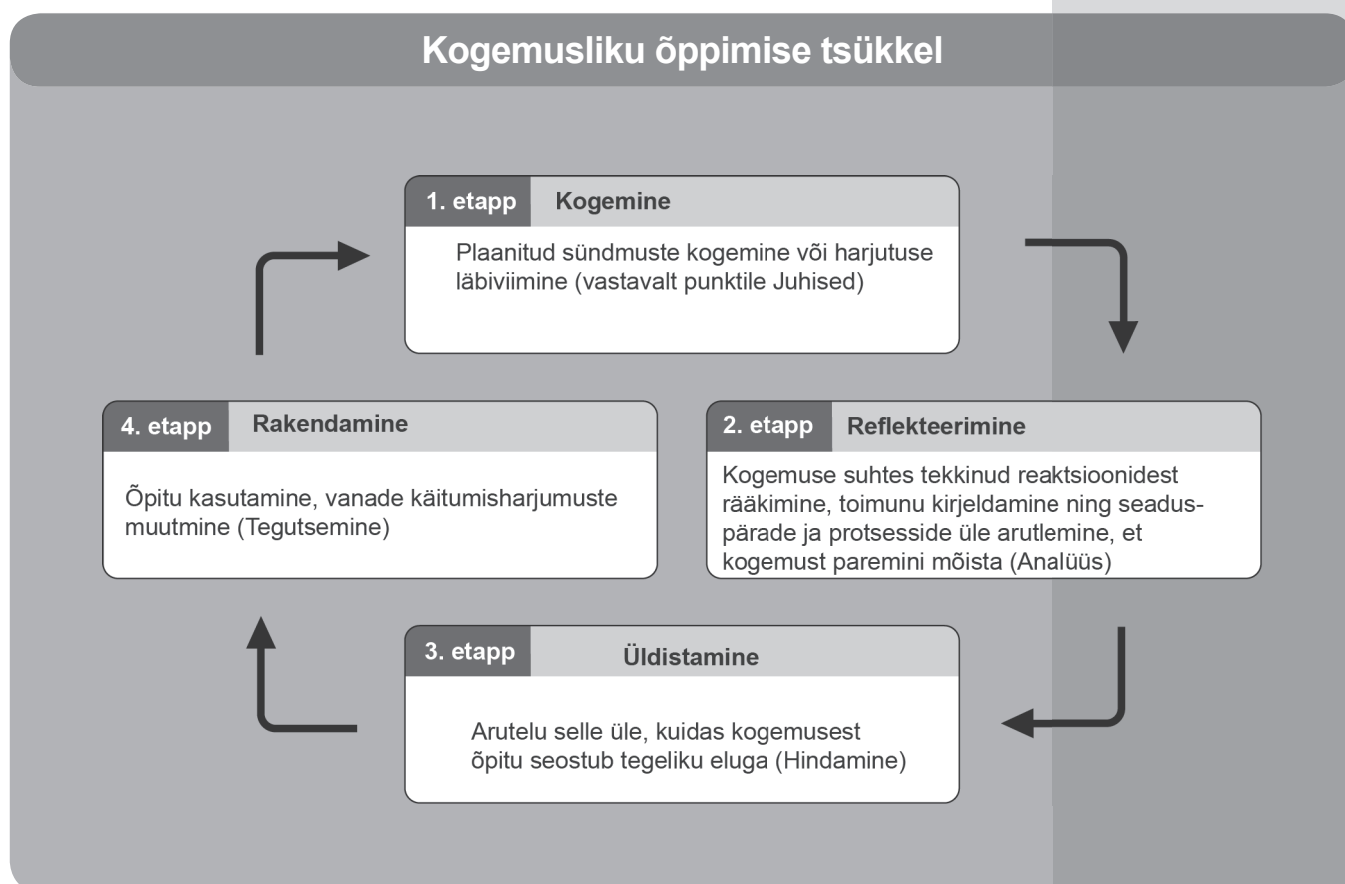 Kogemusliku õppimise tsükkel
1. etapp Kogemine
Plaanitud sündmuste kogemine või harjutuse
läbiviimine (vastavalt punktile Juhised)
2. etapp Reflekteerimine
Kogemuse suhtes tekkinud reaktsioonidest
rääkimine, toimunu kirjeldamine ning seadus-
pärade ja protsesside üle arutlemine, et
kogemust paremini mõista (Analüüs)
3. etapp Üldistamine
Arutelu selle üle, kuidas kogemusest
õpitu seostub tegeliku eluga (Hindamine)
4. etapp Rakendamine
Õpitu kasutamine, vanade käitumisharjumuste
muutmine (Tegutsemine)